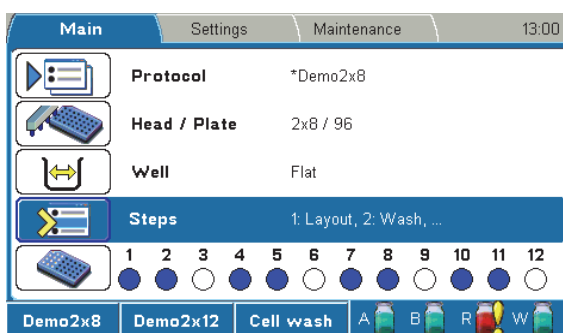 Main Settings Maintenance 13:00
Protocol *Demo2x8
Head / Plate 2x8 / 96
Well Flat
Steps 1: Layout, 2: Wash, ...
1 2 3 4 5 6 7 8 9 10 11 12
Demo2x8 Demo2x12 Cell wash A B R W